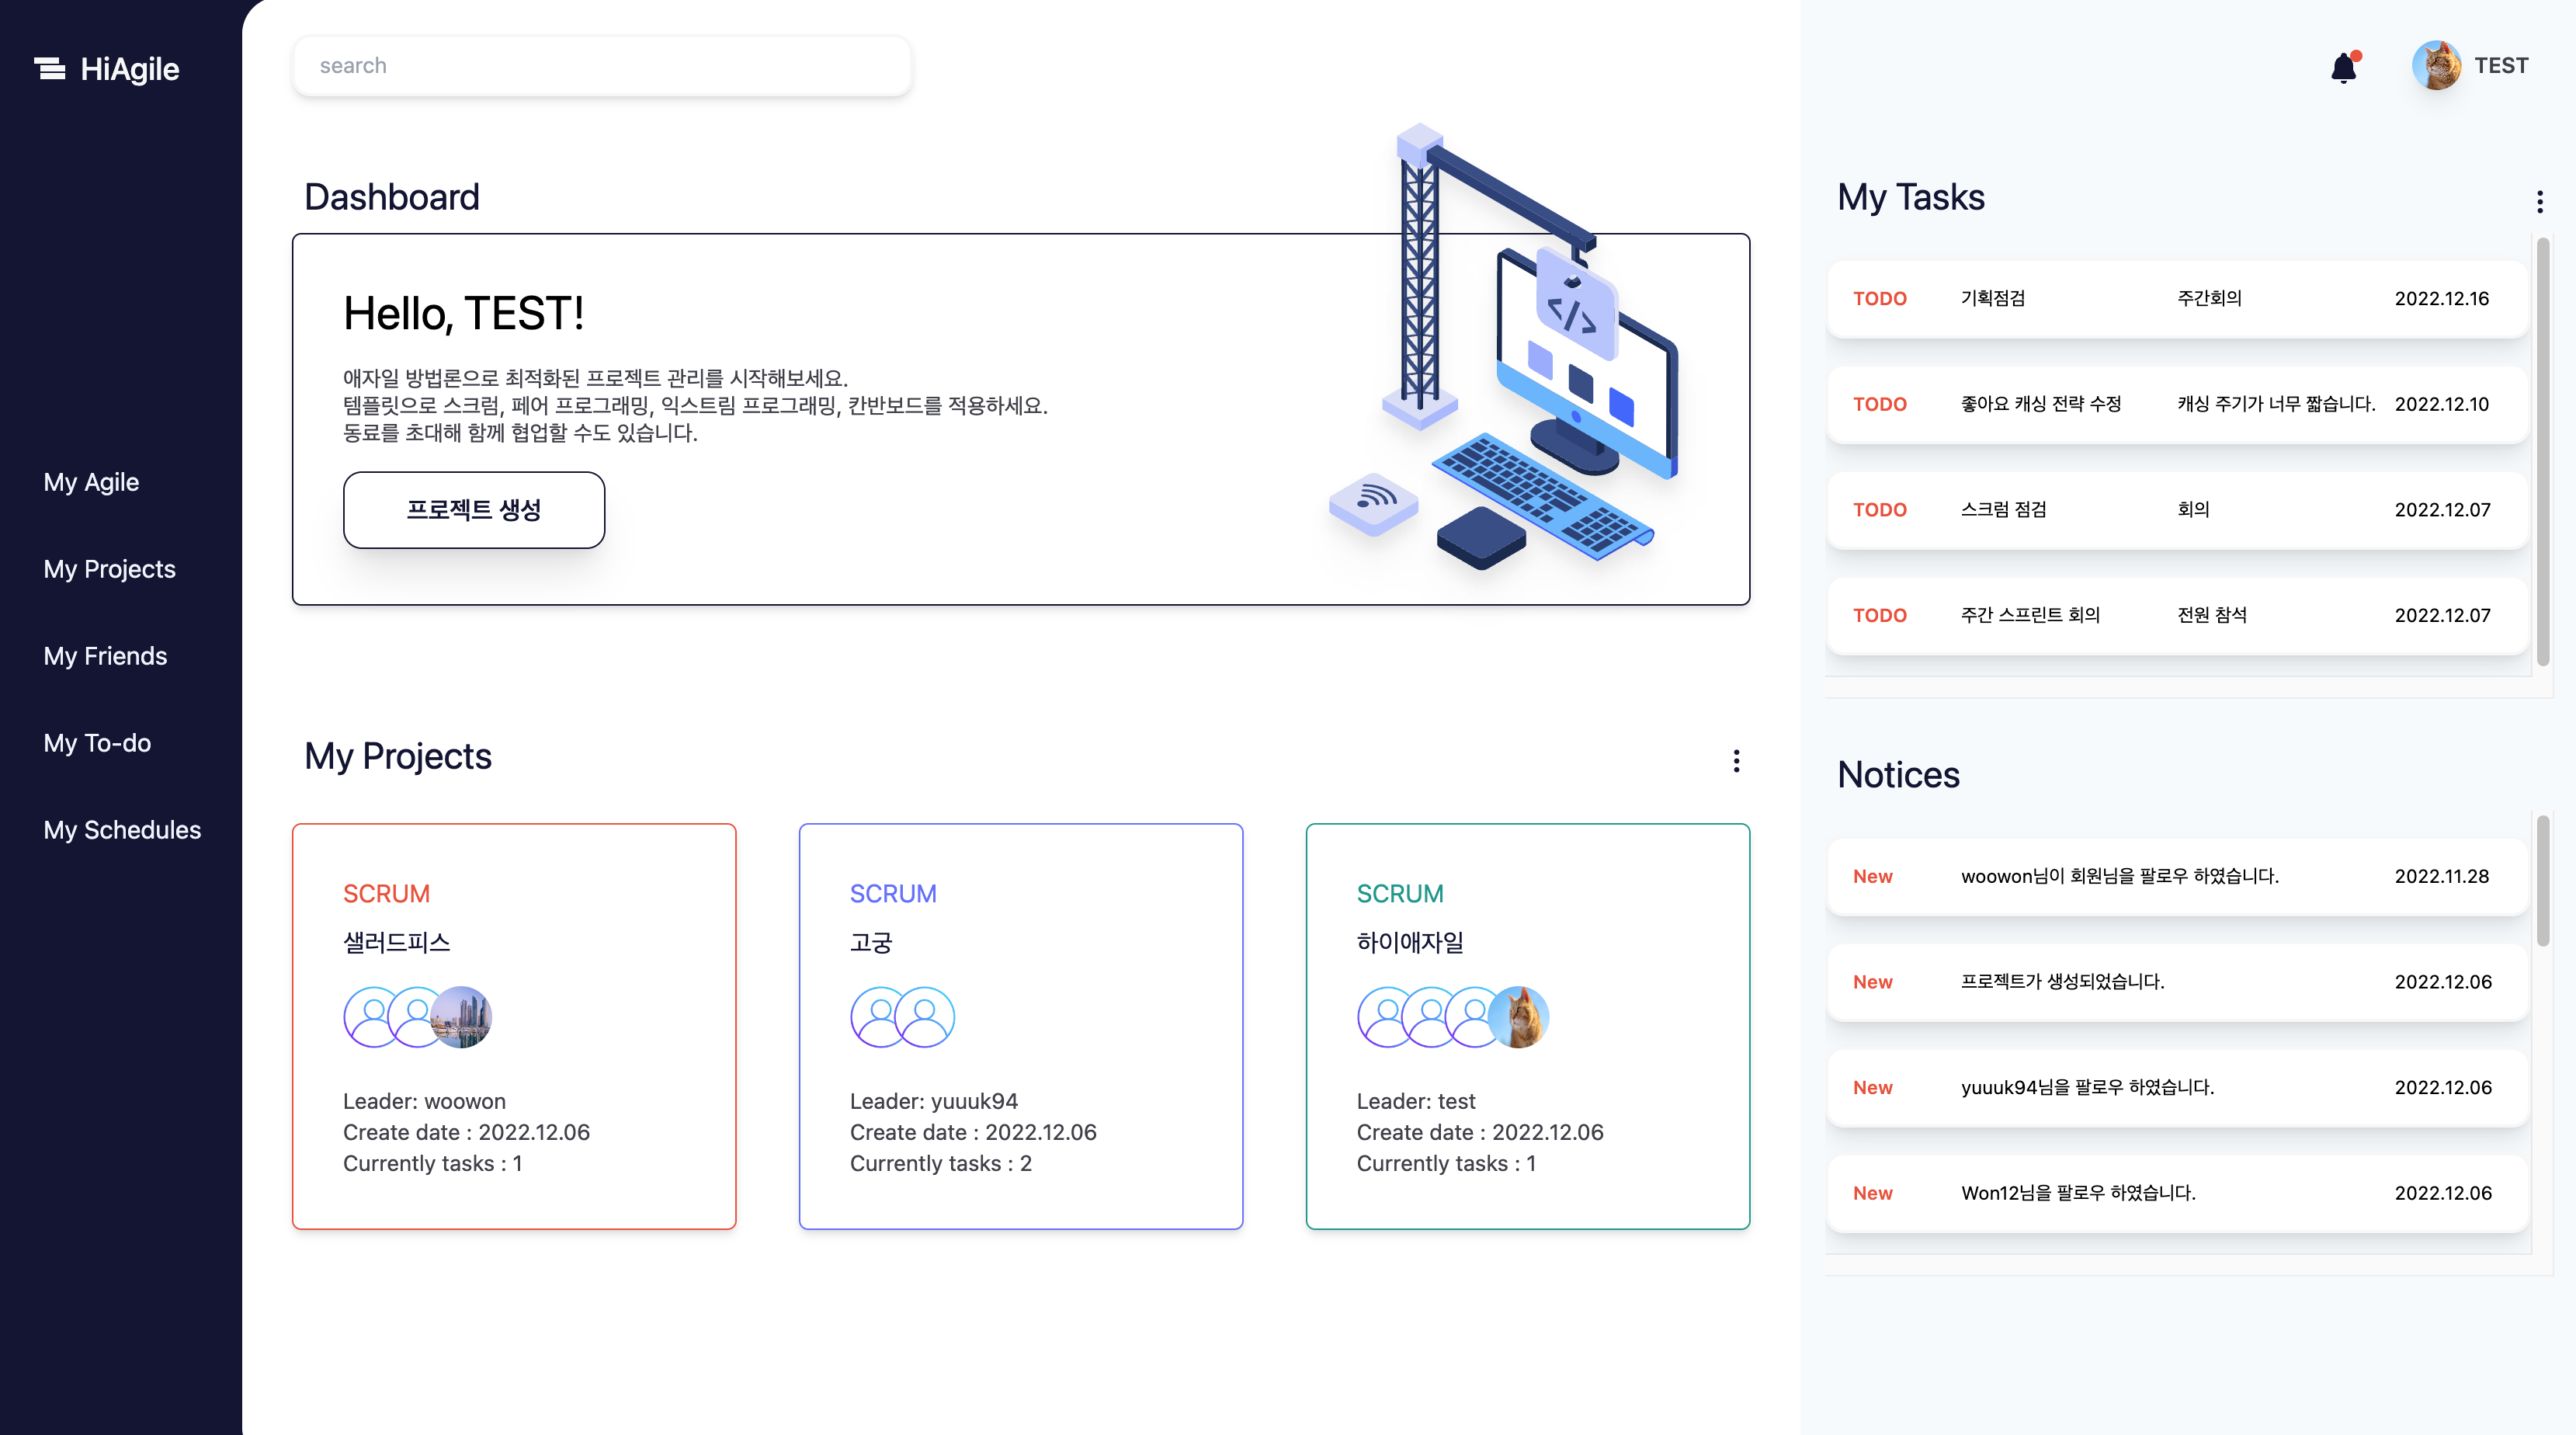 HiAgile
My Agile
My Projects
My Friends
My To-do
My Schedules
search
Dashboard
Hello, TEST!
애자일 방법론으로 최적화된 프로젝트 관리를 시작해보세요.
템플릿으로 스크럼, 페어 프로그래밍, 익스트림 프로그래밍, 칸반보드를 적용하세요.
동료를 초대해 함께 협업할 수도 있습니다.
프로젝트 생성
</>
My Projects
SCRUM
샐러드피스
Leader: woowon
Create date : 2022.12.06
Currently tasks : 1
SCRUM
고궁
Leader: yuuuk94
Create date : 2022.12.06
Currently tasks : 2
SCRUM
하이애자일
Leader: test
Create date : 2022.12.06
Currently tasks : 1
TEST
My Tasks
TODO 기획점검 주간회의 2022.12.16
TODO 좋아요 캐싱 전략 수정 캐싱 주기가 너무 짧습니다. 2022.12.10
TODO 스크럼 점검 회의 2022.12.07
TODO 주간 스프린트 회의 전원 참석 2022.12.07
Notices
New woowon님이 회원님을 팔로우 하였습니다. 2022.11.28
New 프로젝트가 생성되었습니다. 2022.12.06
New yuuuk94님을 팔로우 하였습니다. 2022.12.06
New Won12님을 팔로우 하였습니다. 2022.12.06